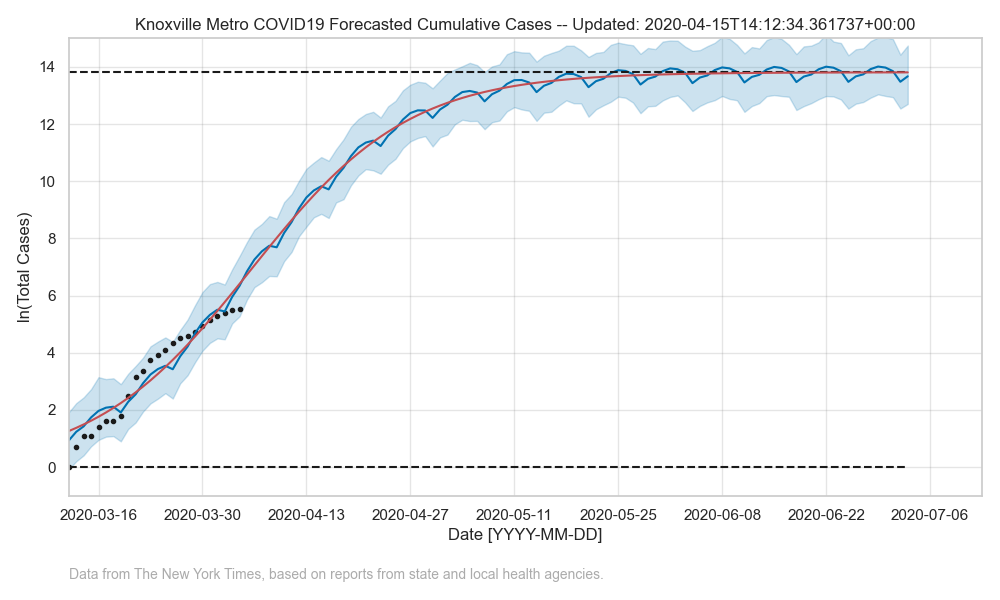 Knoxville Metro COVID19 Forecasted Cumulative Cases -- Updated: 2020-04-15T14:12:34.361737+00:00
14
12
10
8
6
4
2
0
ln(Total Cases)
2020-03-16 2020-03-30 2020-04-13 2020-04-27 2020-05-11 2020-05-25 2020-06-08 2020-06-22 2020-07-06
Date [YYYY-MM-DD]
Data from The New York Times, based on reports from state and local health agencies.